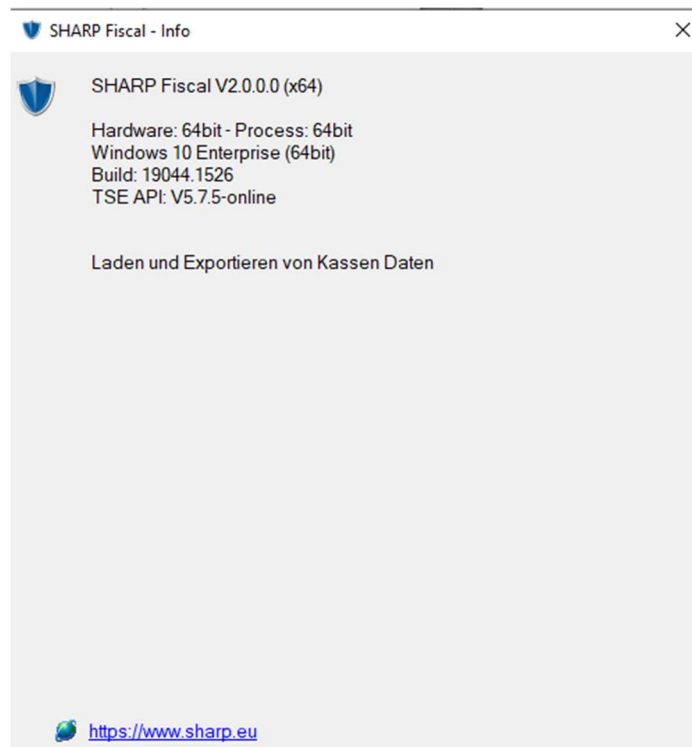 SHARP Fiscal - Info
SHARP Fiscal V2.0.0.0 (x64)
Hardware: 64bit - Process: 64bit
Windows 10 Enterprise (64bit)
Build: 19044.1526
TSE API: V5.7.5-online
Laden und Exportieren von Kassen Daten
https://www.sharp.eu